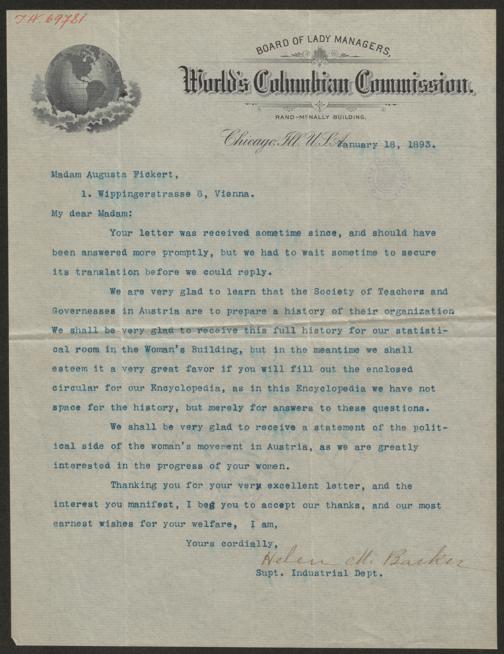 J.N. 69781
BOARD OF LADY MANAGERS,
World's Columbian Commission.
RAND-McNALLY BUILDING,
Chicago, Ill. U.S.A. January 18, 1893.
Madam Augusta Fickert,
1. Wippingerstrasse 8, Vienna.
My dear Madam:
Your letter was received sometime since, and should have
been answered more promptly, but we had to wait sometime to secure
its translation before we could reply.
We are very glad to learn that the Society of Teachers and
Governesses in Austria are to prepare a history of their organization
We shall be very glad to receive this full history for our statisti-
cal room in the Woman's Building, but in the meantime we shall
esteem it a very great favor if you will fill out the enclosed
circular for our Encyclopedia, as in this Encyclopedia we have not
space for the history, but merely for answers to these questions.
We shall be very glad to receive a statement of the polit-
ical side of the woman's movement in Austria, as we are greatly
interested in the progress of your women.
Thanking you for your very excellent letter, and the
interest you manifest, I beg you to accept our thanks, and our most
earnest wishes for your welfare, I am,
Yours cordially,
Helen M. Barker
Supt. Industrial Dept.